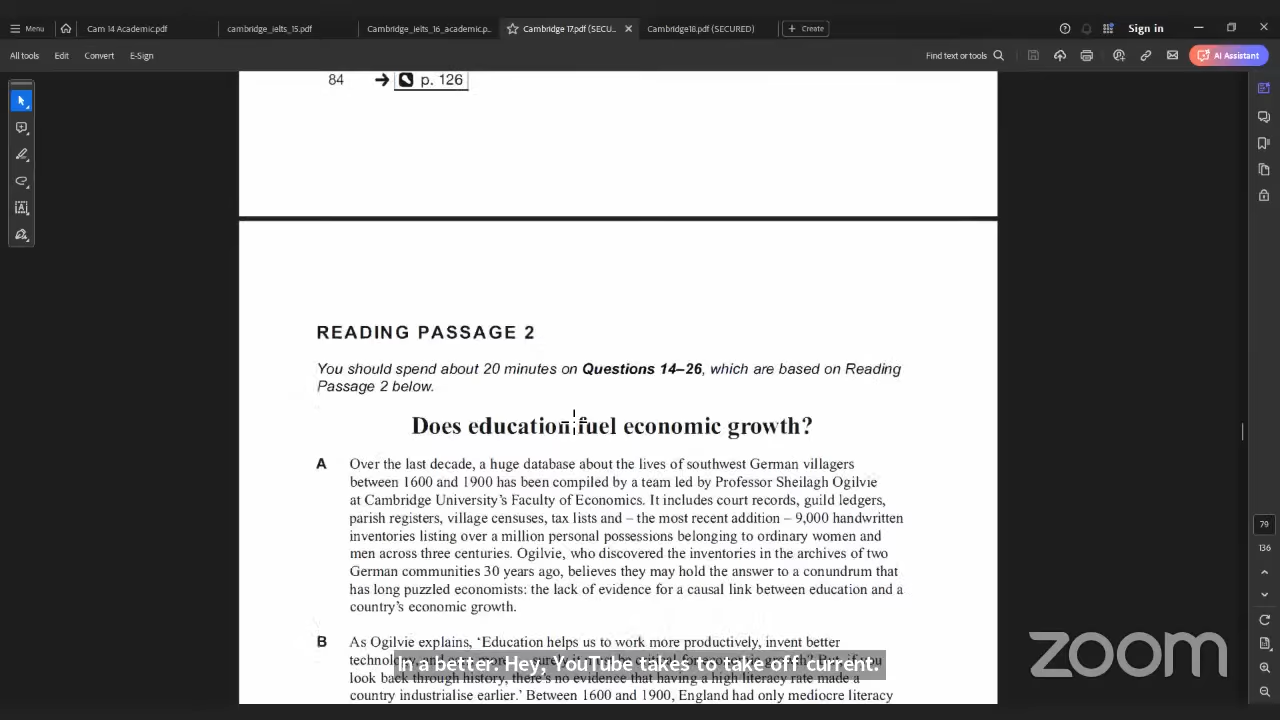 Menu
Cam 14 Academic.pdf
cambridge_ielts_15.pdf
Cambridge_ielts_16_academic.p...
Cambridge 17.pdf (SECU...
Cambridge18.pdf (SECURED)
Create
Sign in
All tools
Edit
Convert
E-Sign
Find text or tools
AI Assistant
84 → p. 126
READING PASSAGE 2
You should spend about 20 minutes on Questions 14–26, which are based on Reading
Passage 2 below.
Does education fuel economic growth?
A Over the last decade, a huge database about the lives of southwest German villagers
between 1600 and 1900 has been compiled by a team led by Professor Sheilagh Ogilvie
at Cambridge University's Faculty of Economics. It includes court records, guild ledgers,
parish registers, village censuses, tax lists and – the most recent addition – 9,000 handwritten
inventories listing over a million personal possessions belonging to ordinary women and
men across three centuries. Ogilvie, who discovered the inventories in the archives of two
German communities 30 years ago, believes they may hold the answer to a conundrum that
has long puzzled economists: the lack of evidence for a causal link between education and a
country's economic growth.
B As Ogilvie explains, 'Education helps us to work more productively, invent better
In a better. Hey, YouTube takes to take off current.
look back through history, there's no evidence that having a high literacy rate made a
country industrialise earlier.' Between 1600 and 1900, England had only mediocre literacy
79
136
zoom